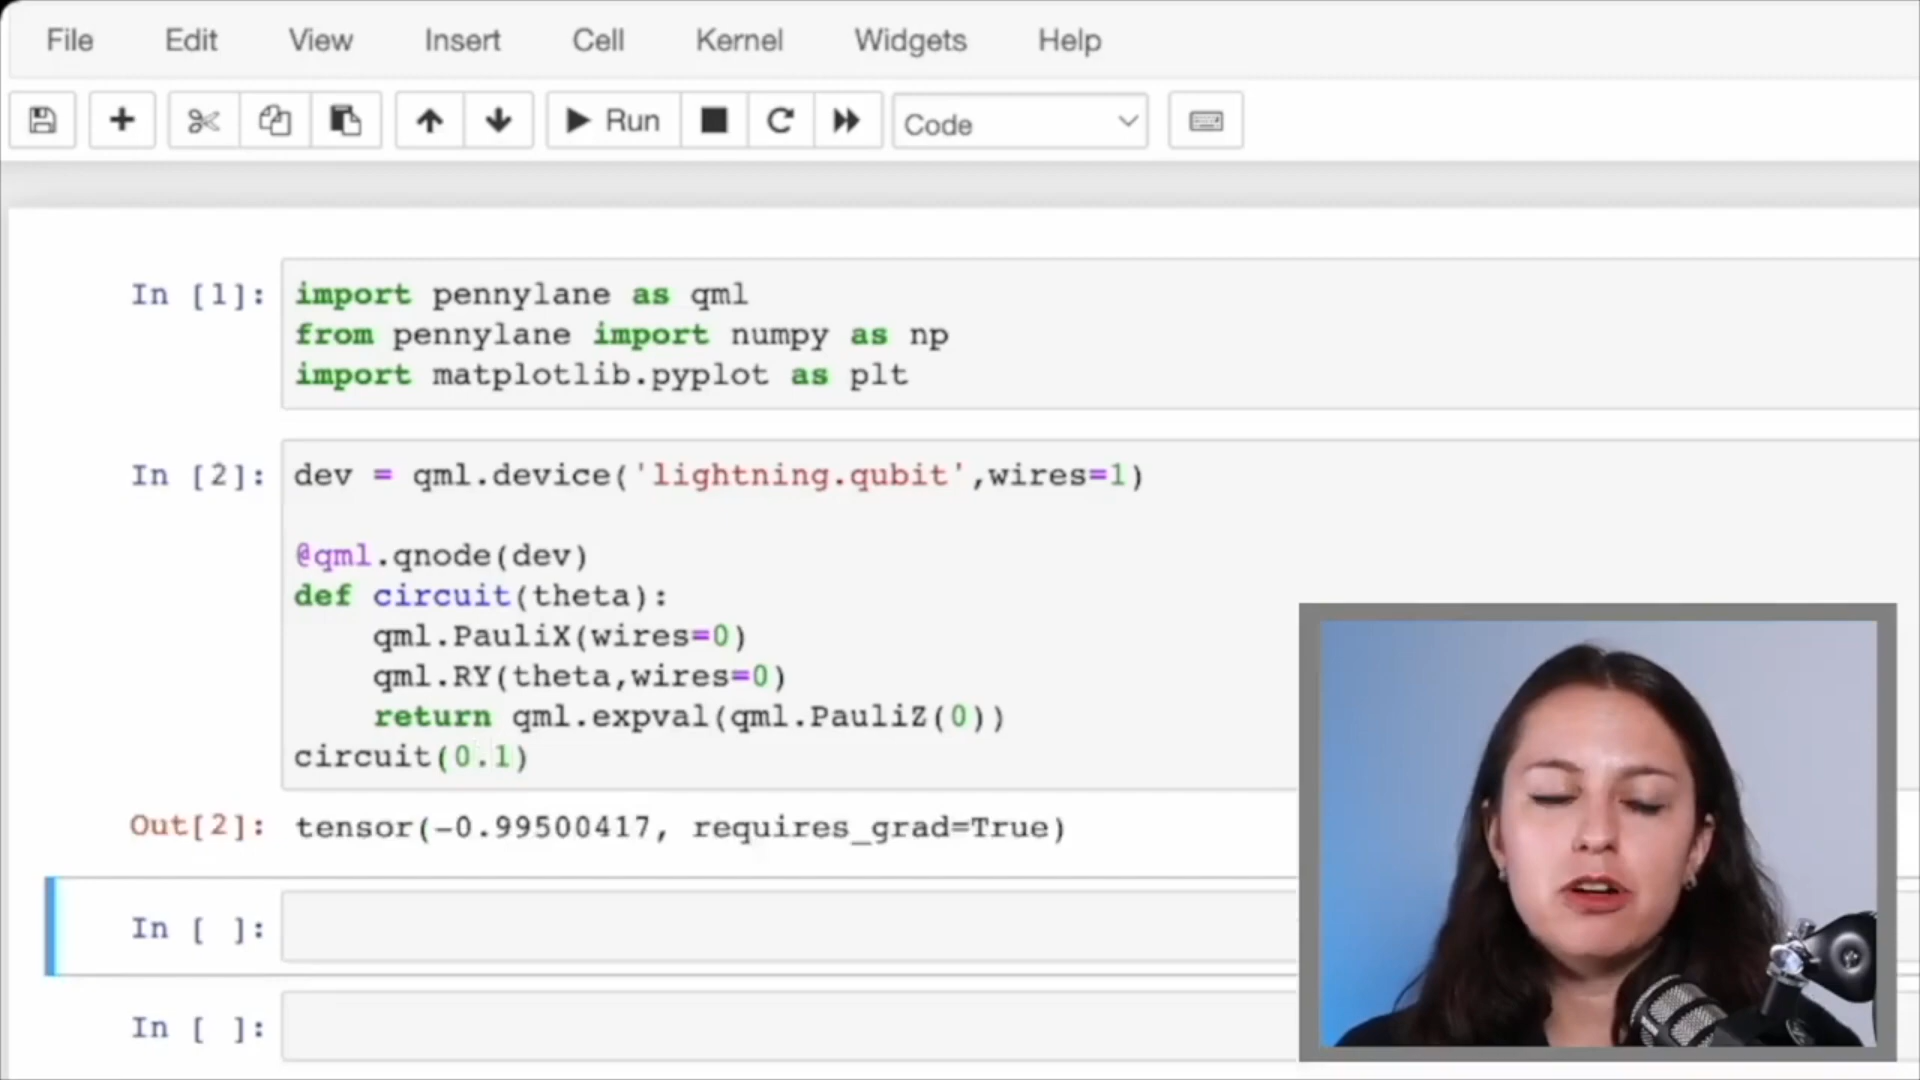 File Edit View Insert Cell Kernel Widgets Help
Run Code
In [1]: import pennylane as qml
from pennylane import numpy as np
import matplotlib.pyplot as plt
In [2]: dev = qml.device('lightning.qubit',wires=1)
@qml.qnode(dev)
def circuit(theta):
    qml.PauliX(wires=0)
    qml.RY(theta,wires=0)
    return qml.expval(qml.PauliZ(0))
circuit(0.1)
Out[2]: tensor(-0.99500417, requires_grad=True)
In [ ]:
In [ ]: